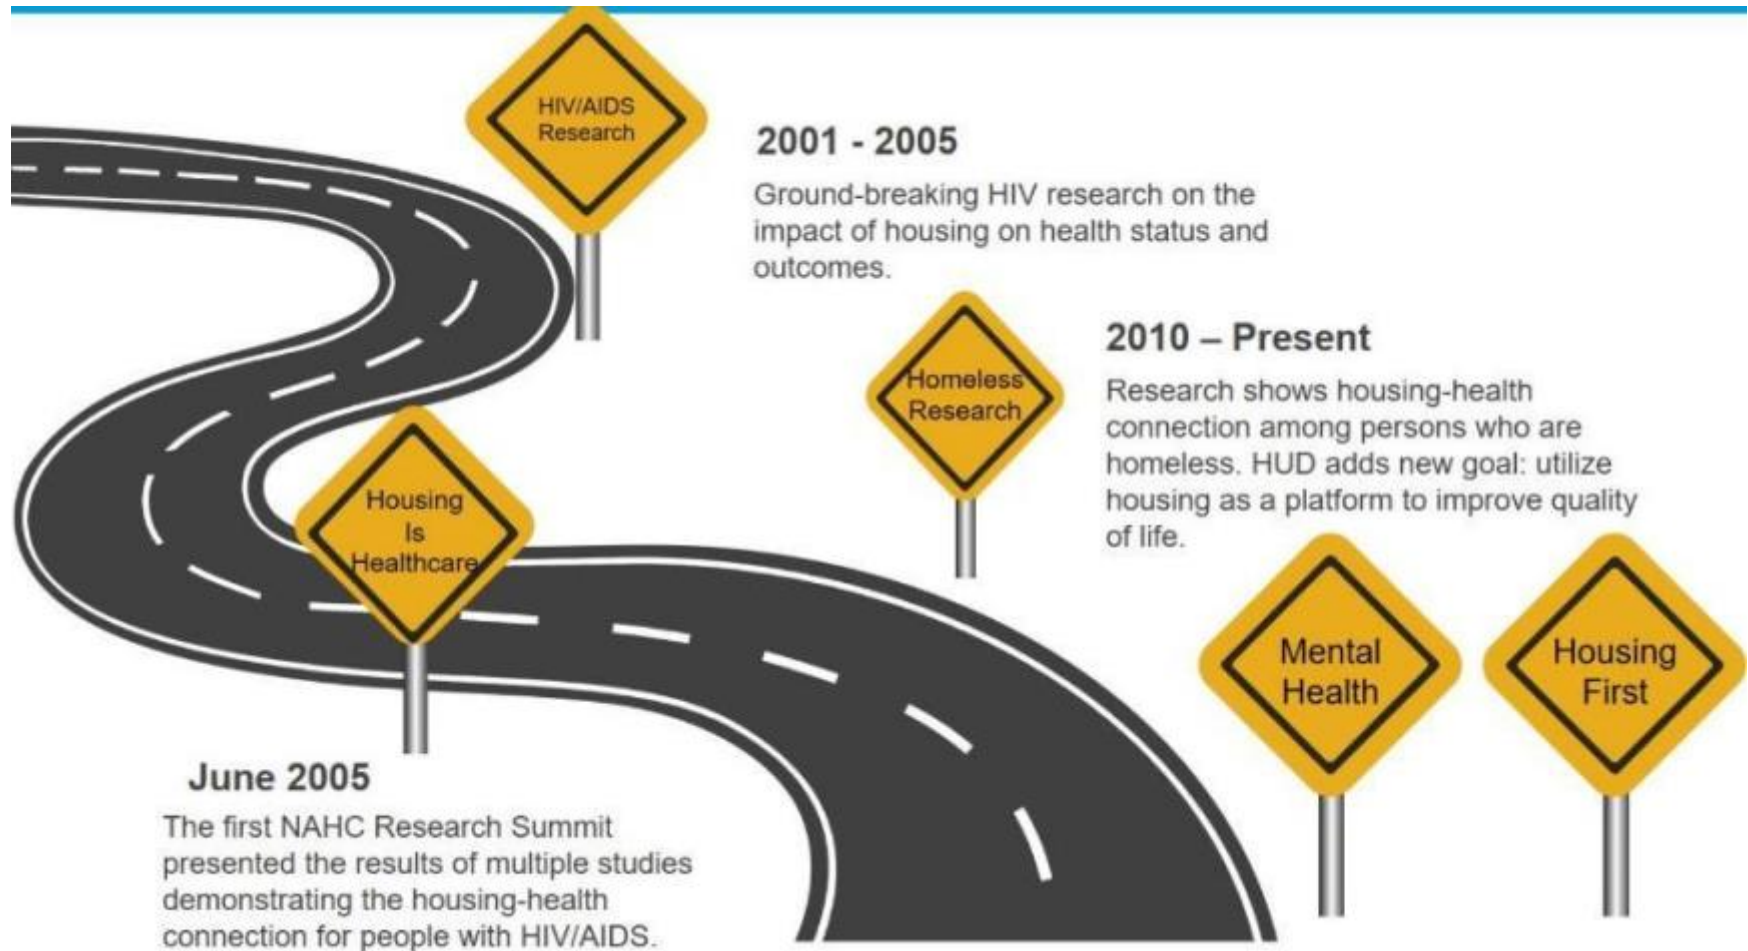 HIV/AIDS
Research
2001 - 2005
Ground-breaking HIV research on the
impact of housing on health status and
outcomes.
Homeless
Research
2010 – Present
Research shows housing-health
connection among persons who are
homeless. HUD adds new goal: utilize
housing as a platform to improve quality
of life.
Housing
Is
Healthcare
June 2005
The first NAHC Research Summit
presented the results of multiple studies
demonstrating the housing-health
connection for people with HIV/AIDS.
Mental
Health
Housing
First